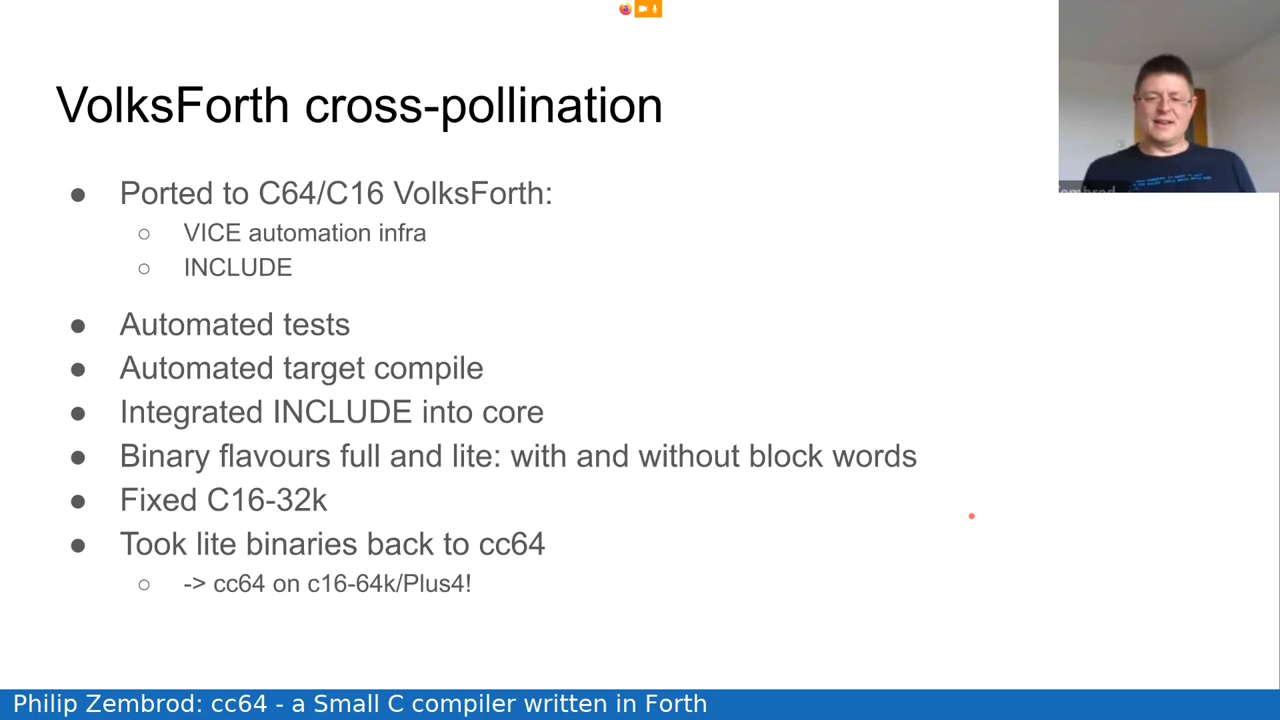 VolksForth cross-pollination
● Ported to C64/C16 VolksForth:
○ VICE automation infra
○ INCLUDE
● Automated tests
● Automated target compile
● Integrated INCLUDE into core
● Binary flavours full and lite: with and without block words
● Fixed C16-32k
● Took lite binaries back to cc64
○ -> cc64 on c16-64k/Plus4!
Philip Zembrod: cc64 - a Small C compiler written in Forth